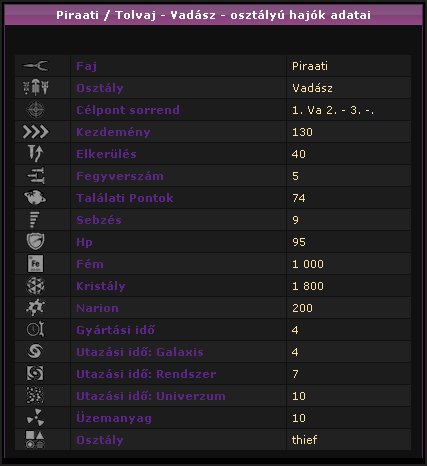 Piraati / Tolvaj - Vadász - osztályú hajók adatai
Faj Piraati
Osztály Vadász
Célpont sorrend 1. Va 2. - 3. -.
Kezdemény 130
Elkerülés 40
Fegyverszám 5
Találati Pontok 74
Sebzés 9
Hp 95
Fe Fém 1 000
Kristály 1 800
Narion 200
Gyártási idő 4
Utazási idő: Galaxis 4
Utazási idő: Rendszer 7
Utazási idő: Univerzum 10
Üzemanyag 10
Osztály thief